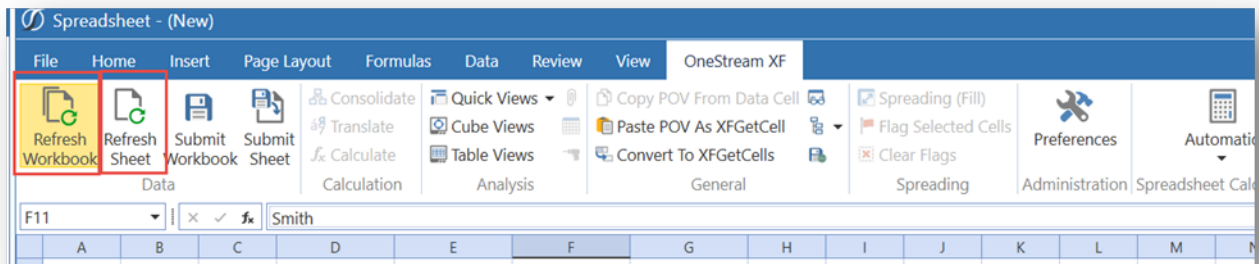 Spreadsheet - (New)
File Home Insert Page Layout Formulas Data Review View OneStream XF
Refresh Workbook
Refresh Sheet
Submit Workbook
Submit Sheet
Data
Consolidate
Translate
fx Calculate
Calculation
Quick Views
Cube Views
Table Views
Analysis
Copy POV From Data Cell
Paste POV As XFGetCell
Convert To XFGetCells
General
Spreading (Fill)
Flag Selected Cells
Clear Flags
Spreading
Preferences
Administration
Automatic
Spreadsheet Calc
F11 fx Smith
A B C D E F G H I J K L M N